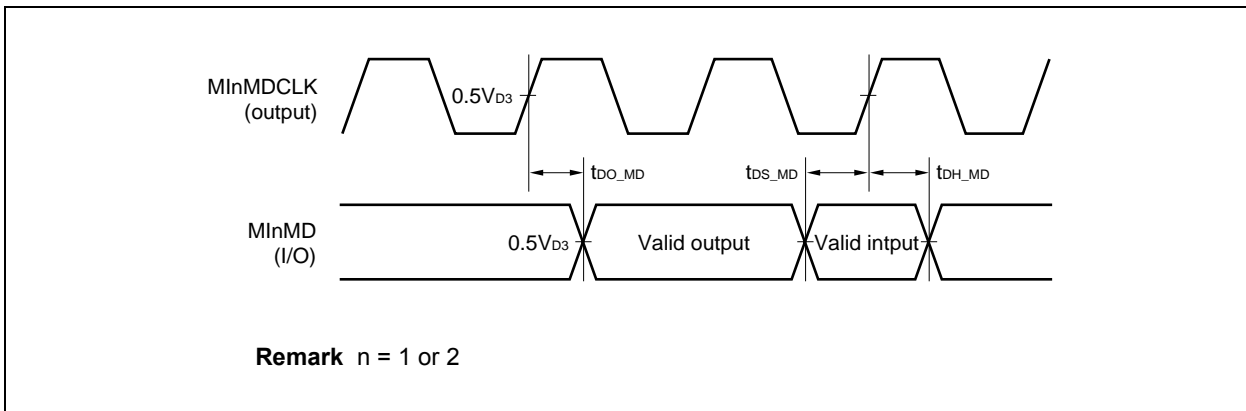 MInMDCLK
(output)
0.5VD3
tDO_MD
tDS_MD
tDH_MD
MInMD
(I/O)
0.5VD3
Valid output
Valid intput
Remark n = 1 or 2